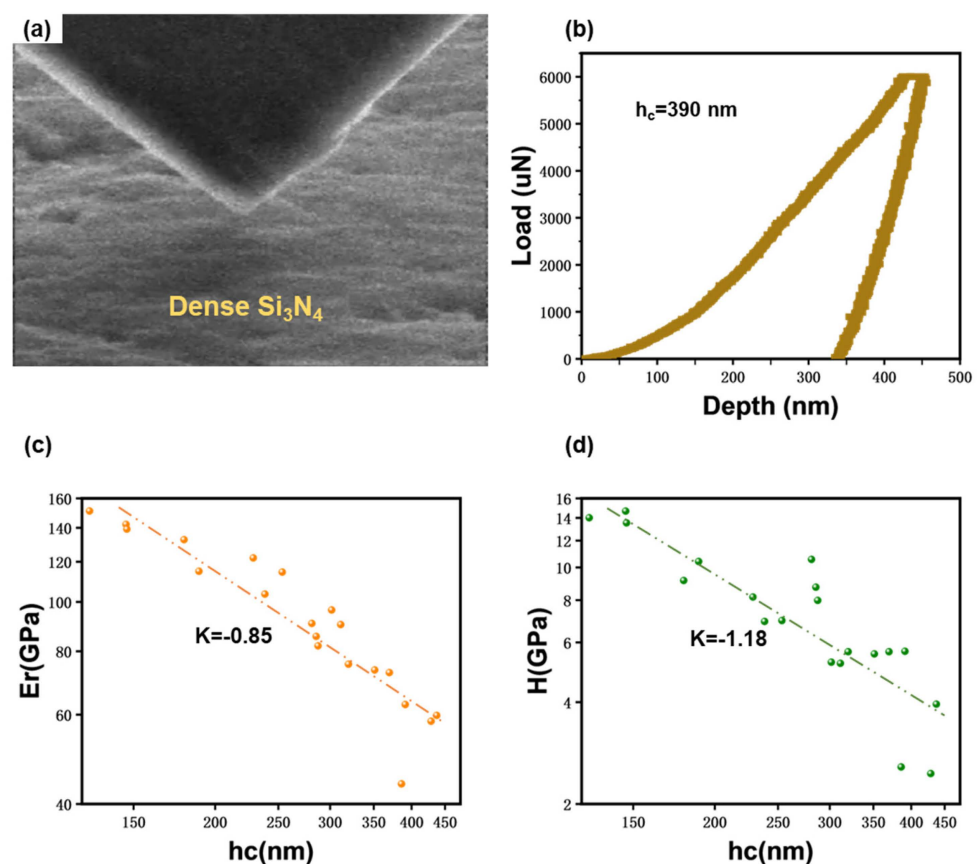 (a)
Dense Si₃N₄
(b)
hc=390 nm
Load (uN)
6000
5000
4000
3000
2000
1000
0
0 100 200 300 400 500
Depth (nm)
(c)
Er(GPa)
160
140
120
100
80
60
40
K=-0.85
150 200 250 300 350 400 450
hc(nm)
(d)
H(GPa)
16
14
12
10
8
6
4
2
K=-1.18
150 200 250 300 350 400 450
hc(nm)